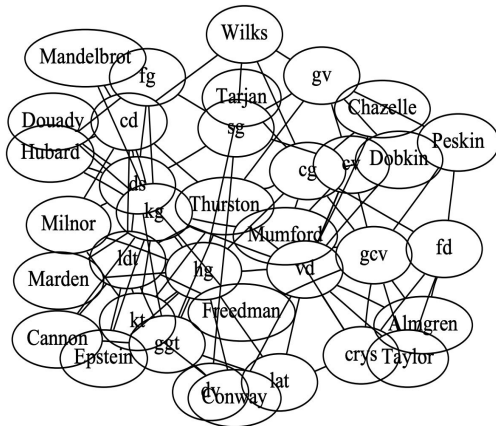 Wilks
Mandelbrot
fg
gv
Tarjan
Chazelle
Douady
cd
sg
Hubard
cv
Dobkin
Peskin
ds
cg
kg
Thurston
Milnor
Mumford
fd
ldt
hg
vd
gcv
Marden
Freedman
kt
Almgren
Cannon
ggt
Epstein
crys
Taylor
dv
lat
Conway